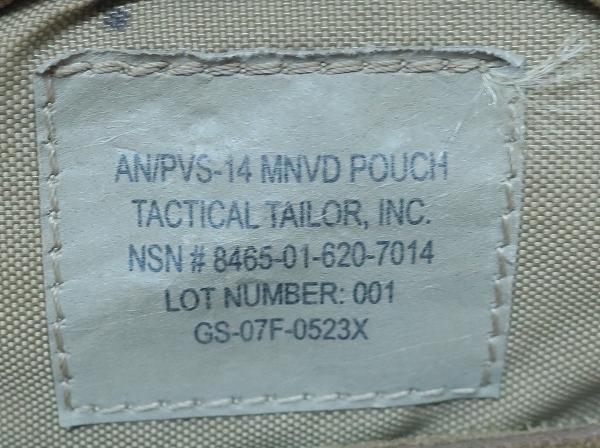 AN/PVS-14 MNVD POUCH
TACTICAL TAILOR, INC.
NSN # 8465-01-620-7014
LOT NUMBER: 001
GS-07F-0523X